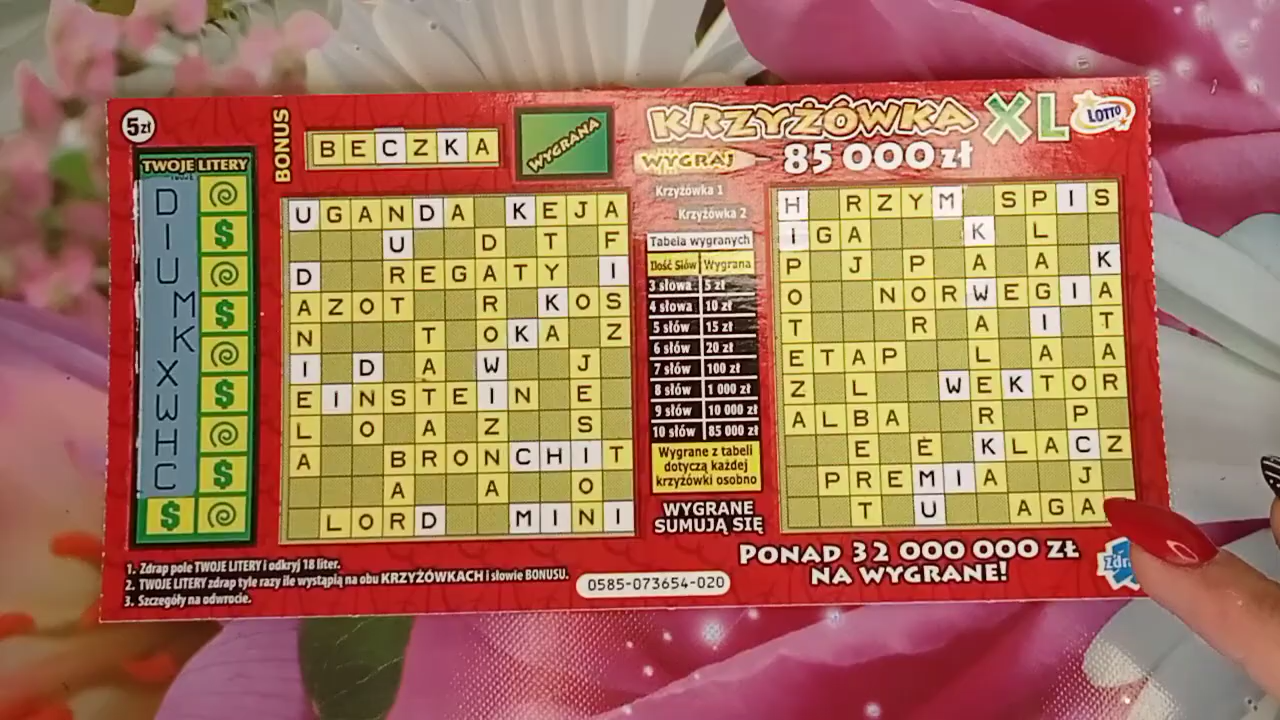 5zł
BONUS
KRZYŻÓWKA XL
LOTTO
BECZKA
WYGRANA
WYGRAJ 85 000 zł
TWOJE LITERY
D
I
U
M
K
X
W
H
C
Krzyżówka 1
Krzyżówka 2
Tabela wygranych
Ilość Słów Wygrana
3 słowa 5 zł
4 słowa 10 zł
5 słów 15 zł
6 słów 20 zł
7 słów 100 zł
8 słów 1 000 zł
9 słów 10 000 zł
10 słów 85 000 zł
Wygrane z tabeli
dotyczą każdej
krzyżówki osobno
WYGRANE
SUMUJĄ SIĘ
UGANDA KEJA
U D T F
D REGATY I
AZOT R KOS
N T OKA Z
I D A W J
EINSTEIN E
L O A Z S
A BRONCHIT
A A O
LORD MINI
H RZYM SPIS
IGA K L
P J P A A K
O NORWEGIA
T R A I T
ETAP L A A
Z L WEKTOR
ALBA R P
E E KLACZ
PREMIA J
T U AGA
1. Zdrap pole TWOJE LITERY i odkryj 18 liter.
2. TWOJE LITERY zdrap tyle razy ile wystąpią na obu KRZYŻÓWKACH i słowie BONUSU.
3. Szczegóły na odwrocie.
0585-073654-020
PONAD 32 000 000 ZŁ
NA WYGRANE!